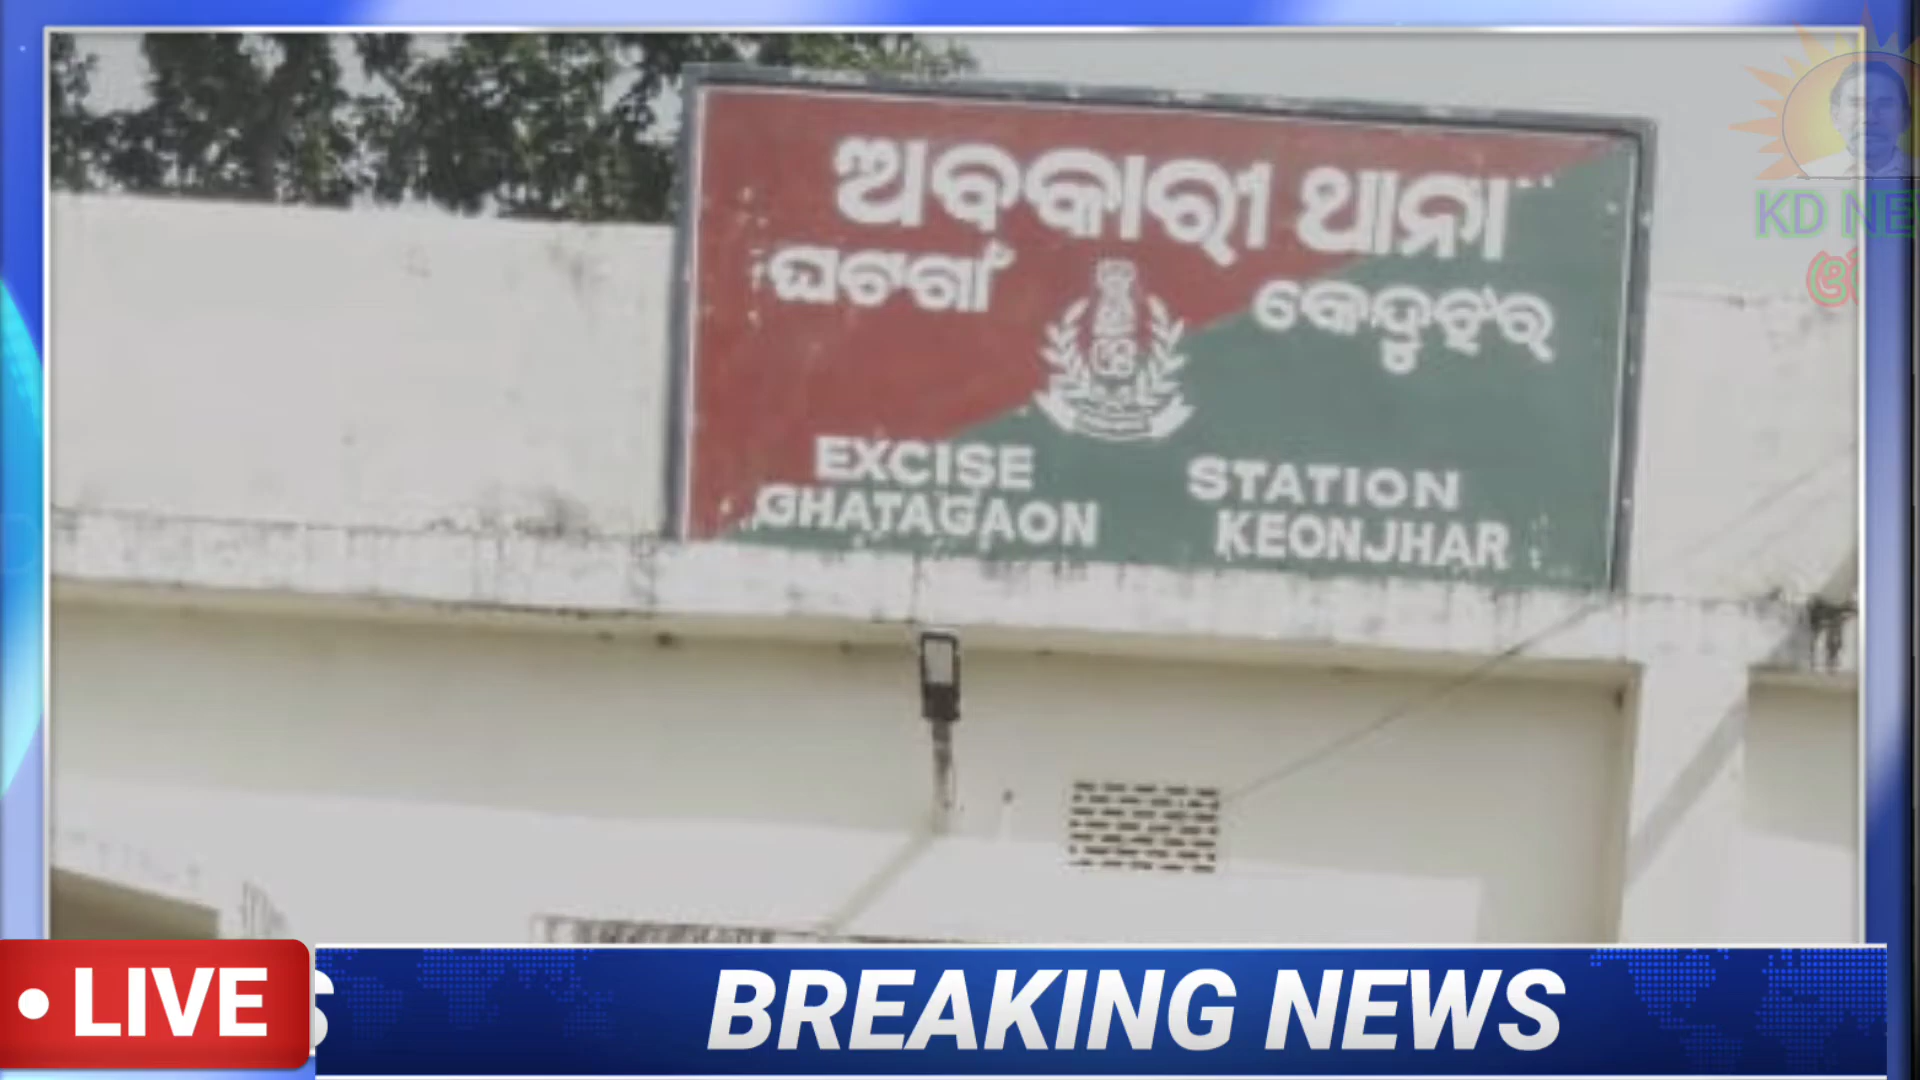 ଅବକାରୀ ଥାନା
ଘଟଗାଁ କେନ୍ଦୁଝର
EXCISE STATION
GHATAGAON KEONJHAR
KD NE
LIVE
S BREAKING NEWS